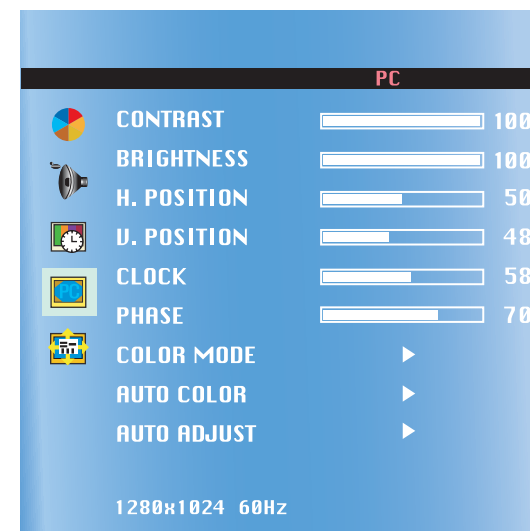 PC
CONTRAST 100
BRIGHTNESS 100
H. POSITION 50
V. POSITION 48
CLOCK 58
PC
PHASE 70
COLOR MODE
AUTO COLOR
AUTO ADJUST
1280x1024 60Hz